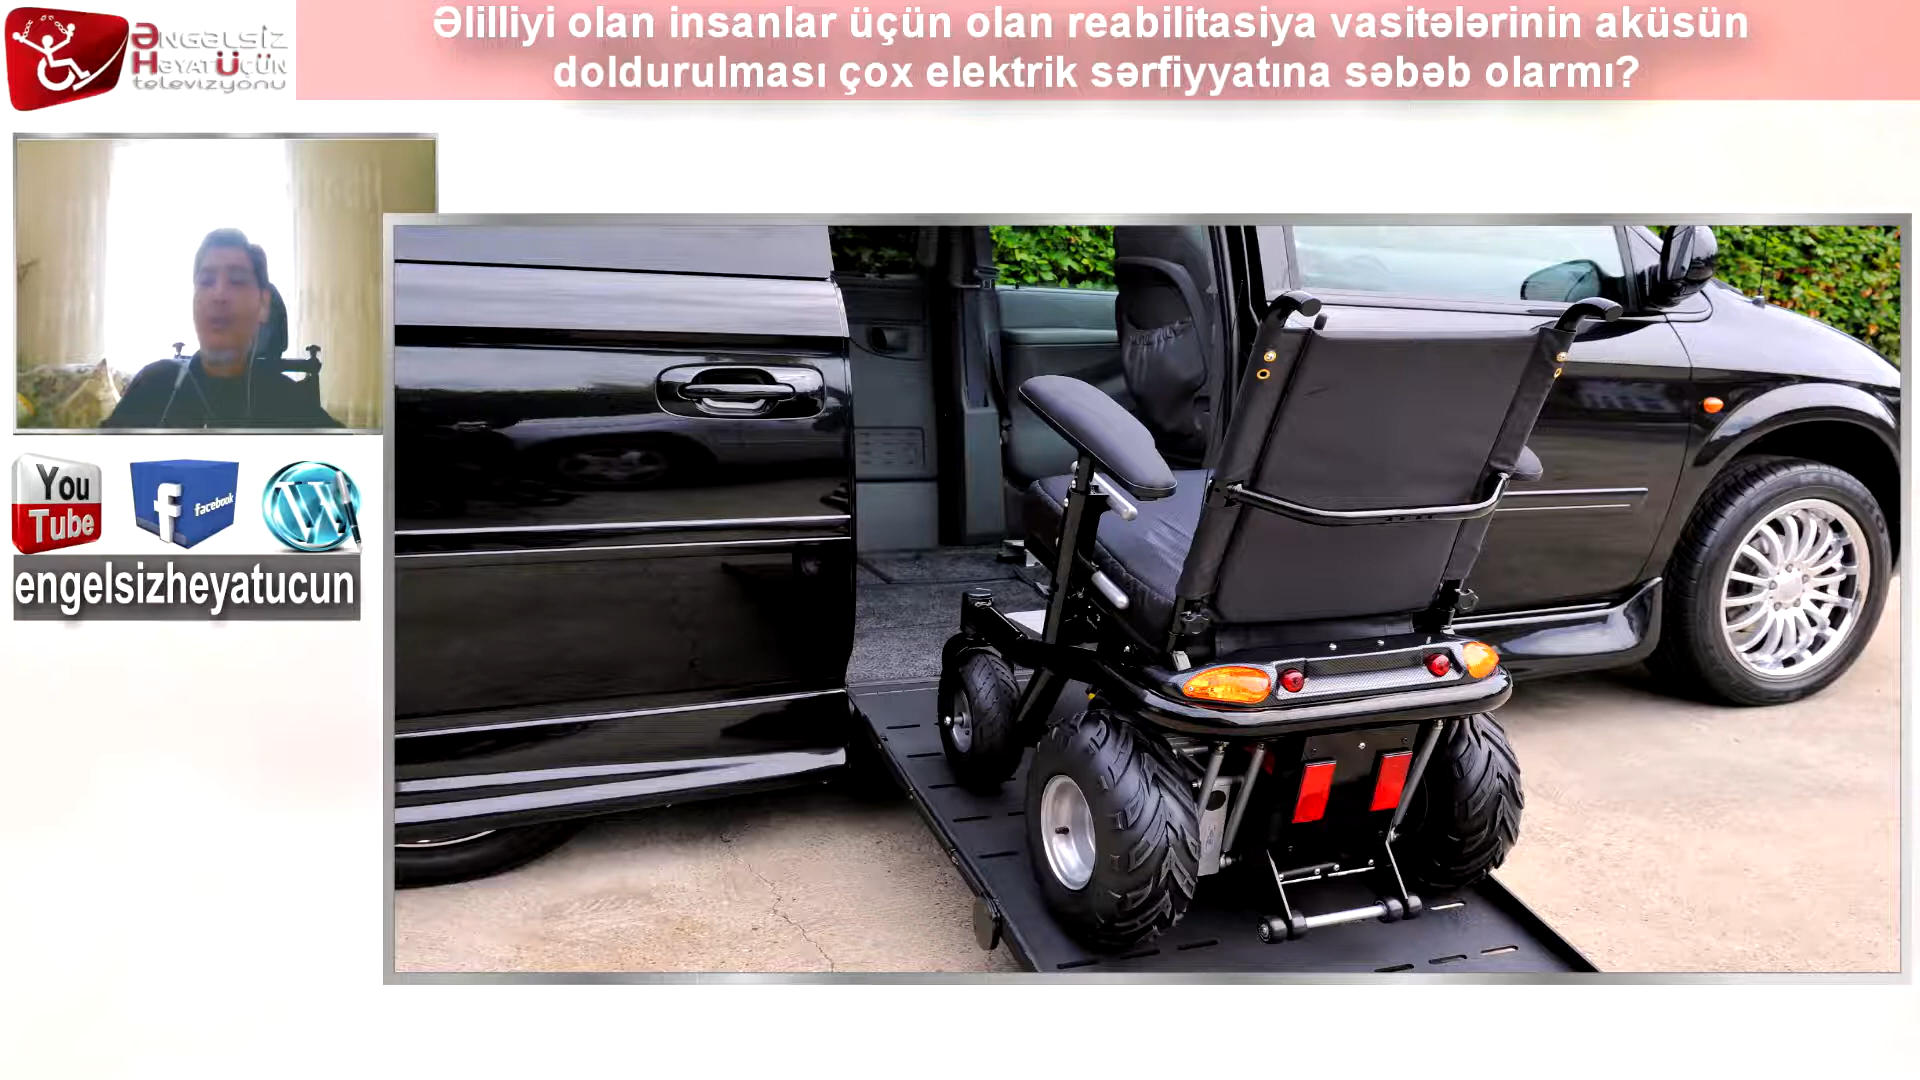 Əlilliyi olan insanlar üçün olan reabilitasiya vasitələrinin aküsün
doldurulması çox elektrik sərfiyyatına səbəb olarmı?
ƏNGƏLSİZ
HƏYAT ÜÇÜN
televizyonu
You
Tube
f facebook
W
engelsizheyatucun